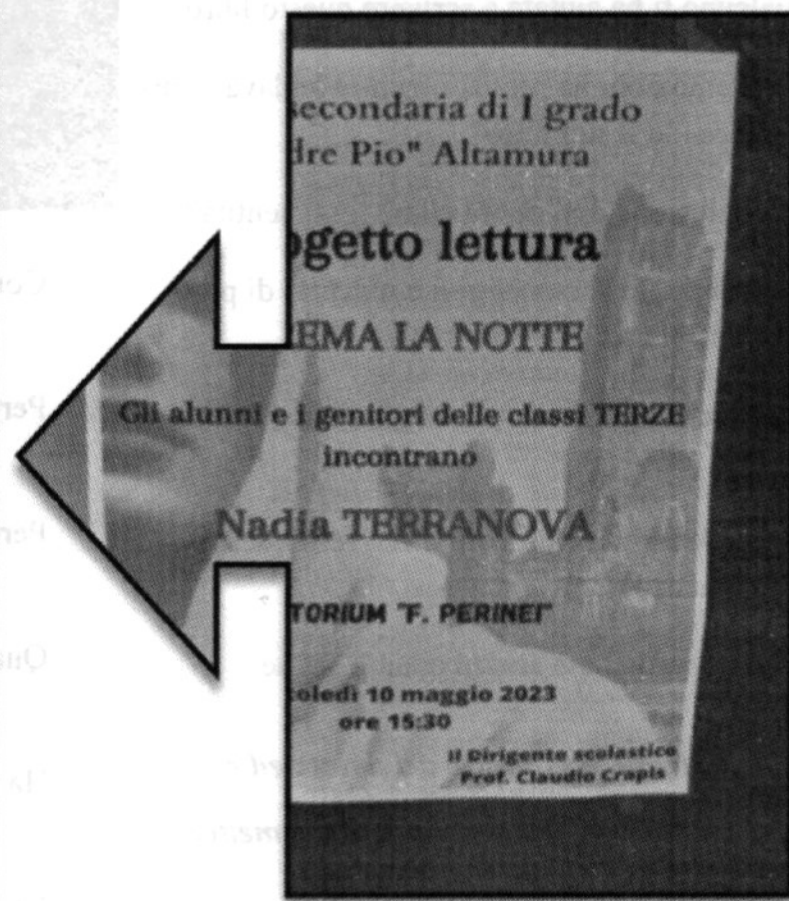 secondaria di I grado
dre Pio" Altamura
ogetto lettura
EMA LA NOTTE
Gli alunni e i genitori delle classi TERZE
incontrano
Nadia TERRANOVA
TORIUM "F. PERINEI"
coledì 10 maggio 2023
ore 15:30
Il Dirigente scolastico
Prof. Claudio Crapis